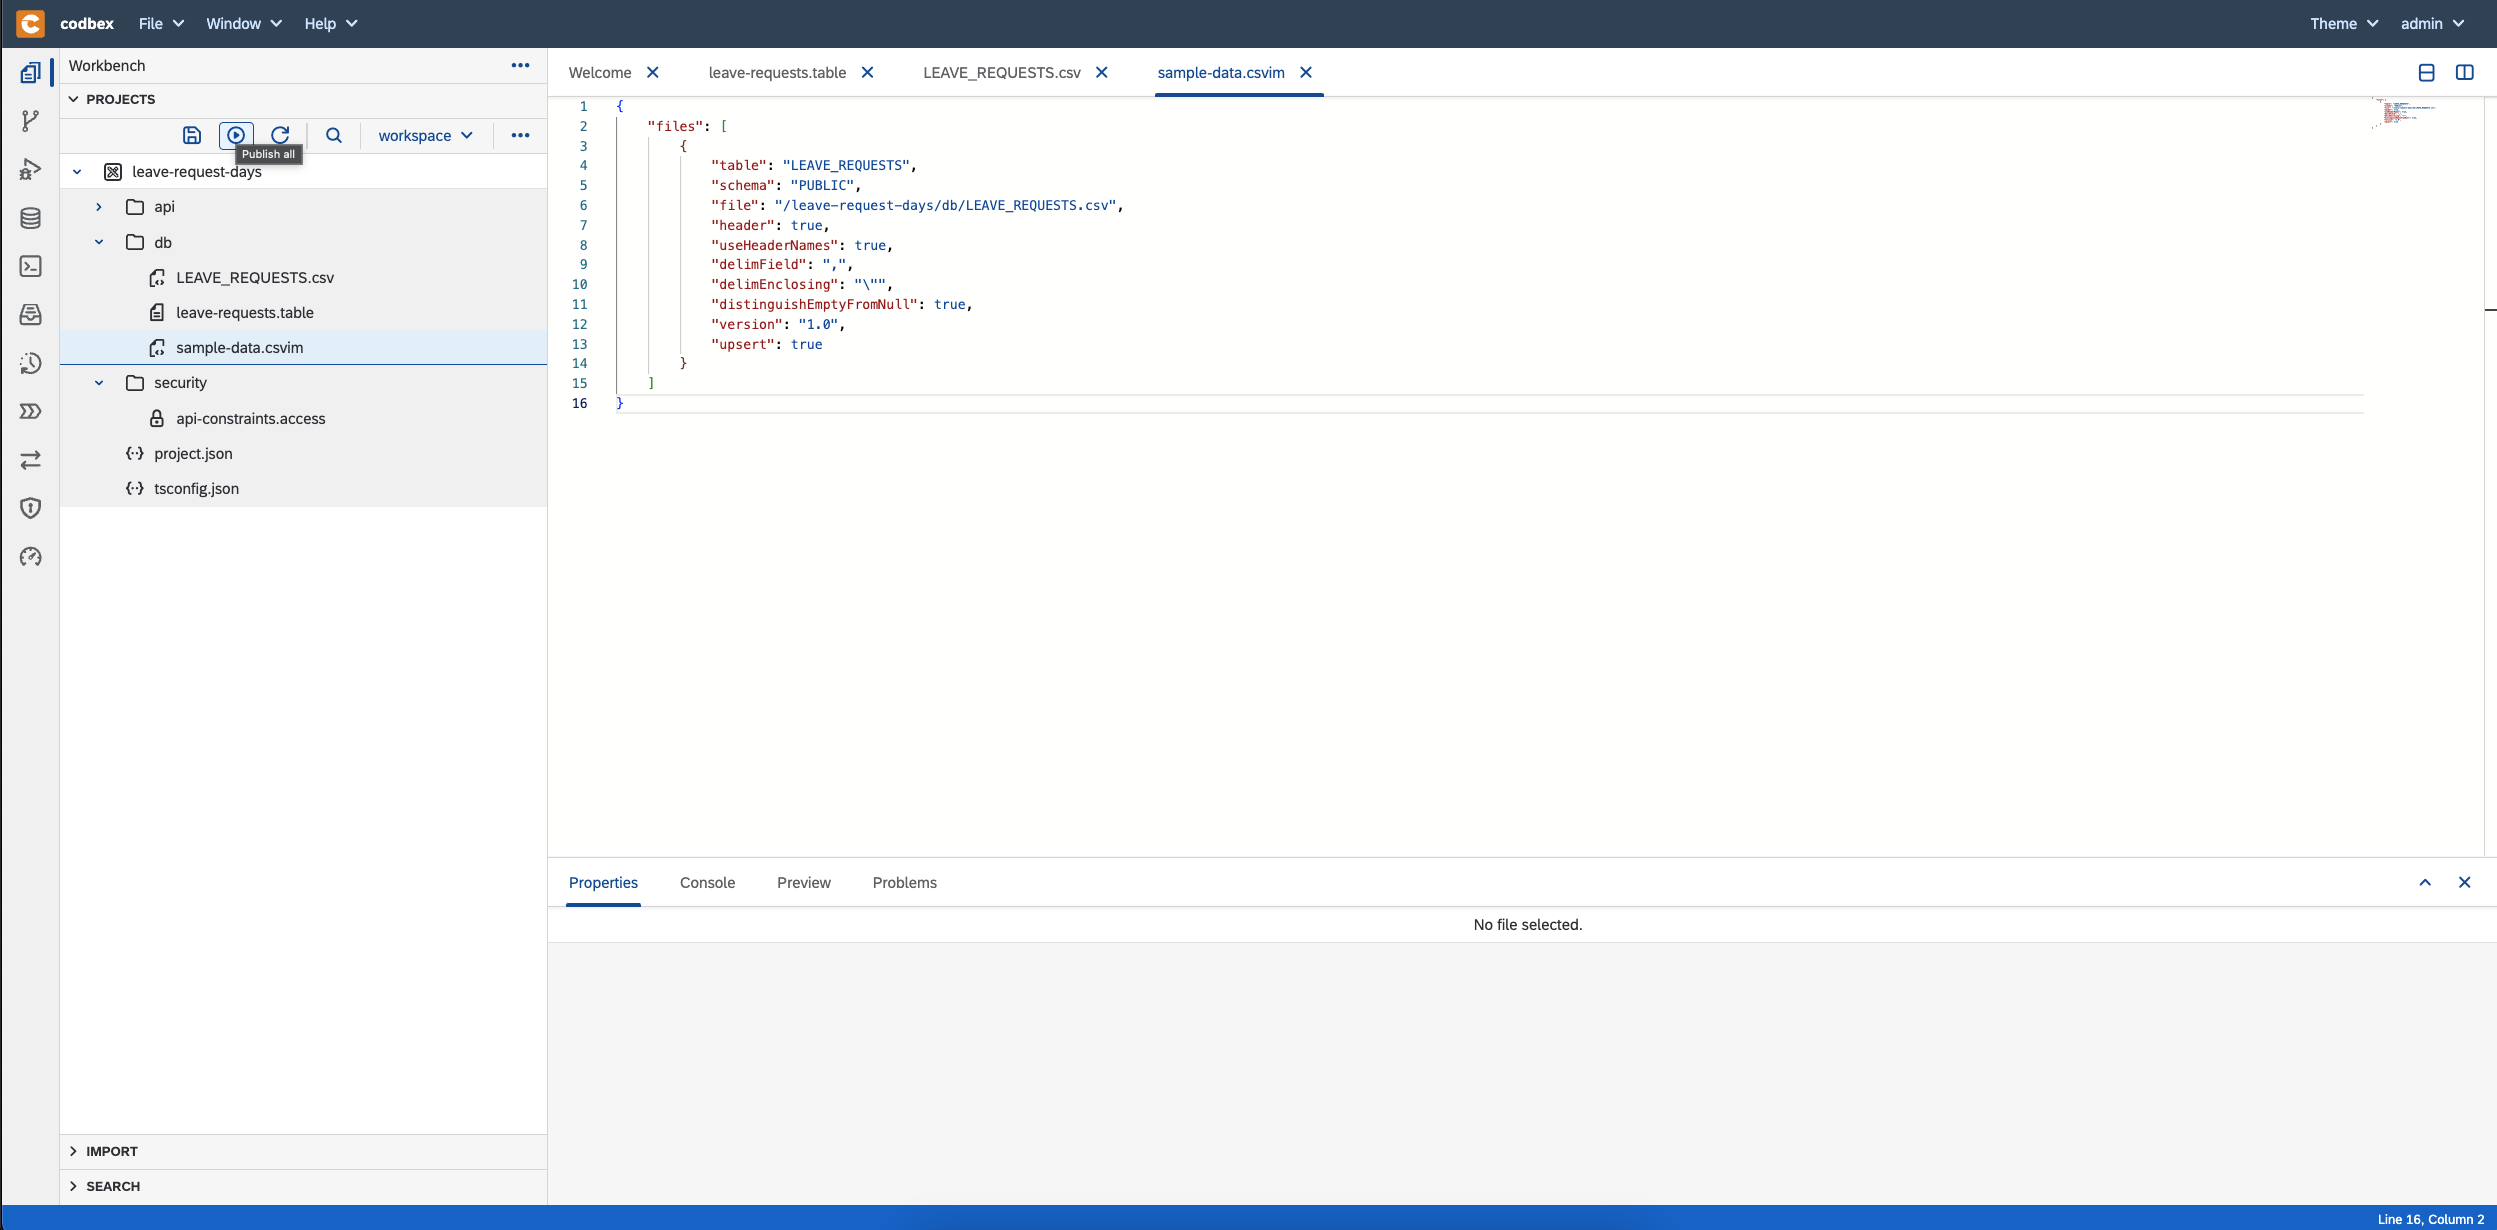 codbex File Window Help Theme admin
Workbench
PROJECTS
workspace
Publish all
leave-request-days
api
db
LEAVE_REQUESTS.csv
leave-requests.table
sample-data.csvim
security
api-constraints.access
project.json
tsconfig.json
IMPORT
SEARCH
Welcome leave-requests.table LEAVE_REQUESTS.csv sample-data.csvim
1 {
2 "files": [
3 {
4 "table": "LEAVE_REQUESTS",
5 "schema": "PUBLIC",
6 "file": "/leave-request-days/db/LEAVE_REQUESTS.csv",
7 "header": true,
8 "useHeaderNames": true,
9 "delimField": ",",
10 "delimEnclosing": "\"",
11 "distinguishEmptyFromNull": true,
12 "version": "1.0",
13 "upsert": true
14 }
15 ]
16 }
Properties Console Preview Problems
No file selected.
Line 16, Column 2